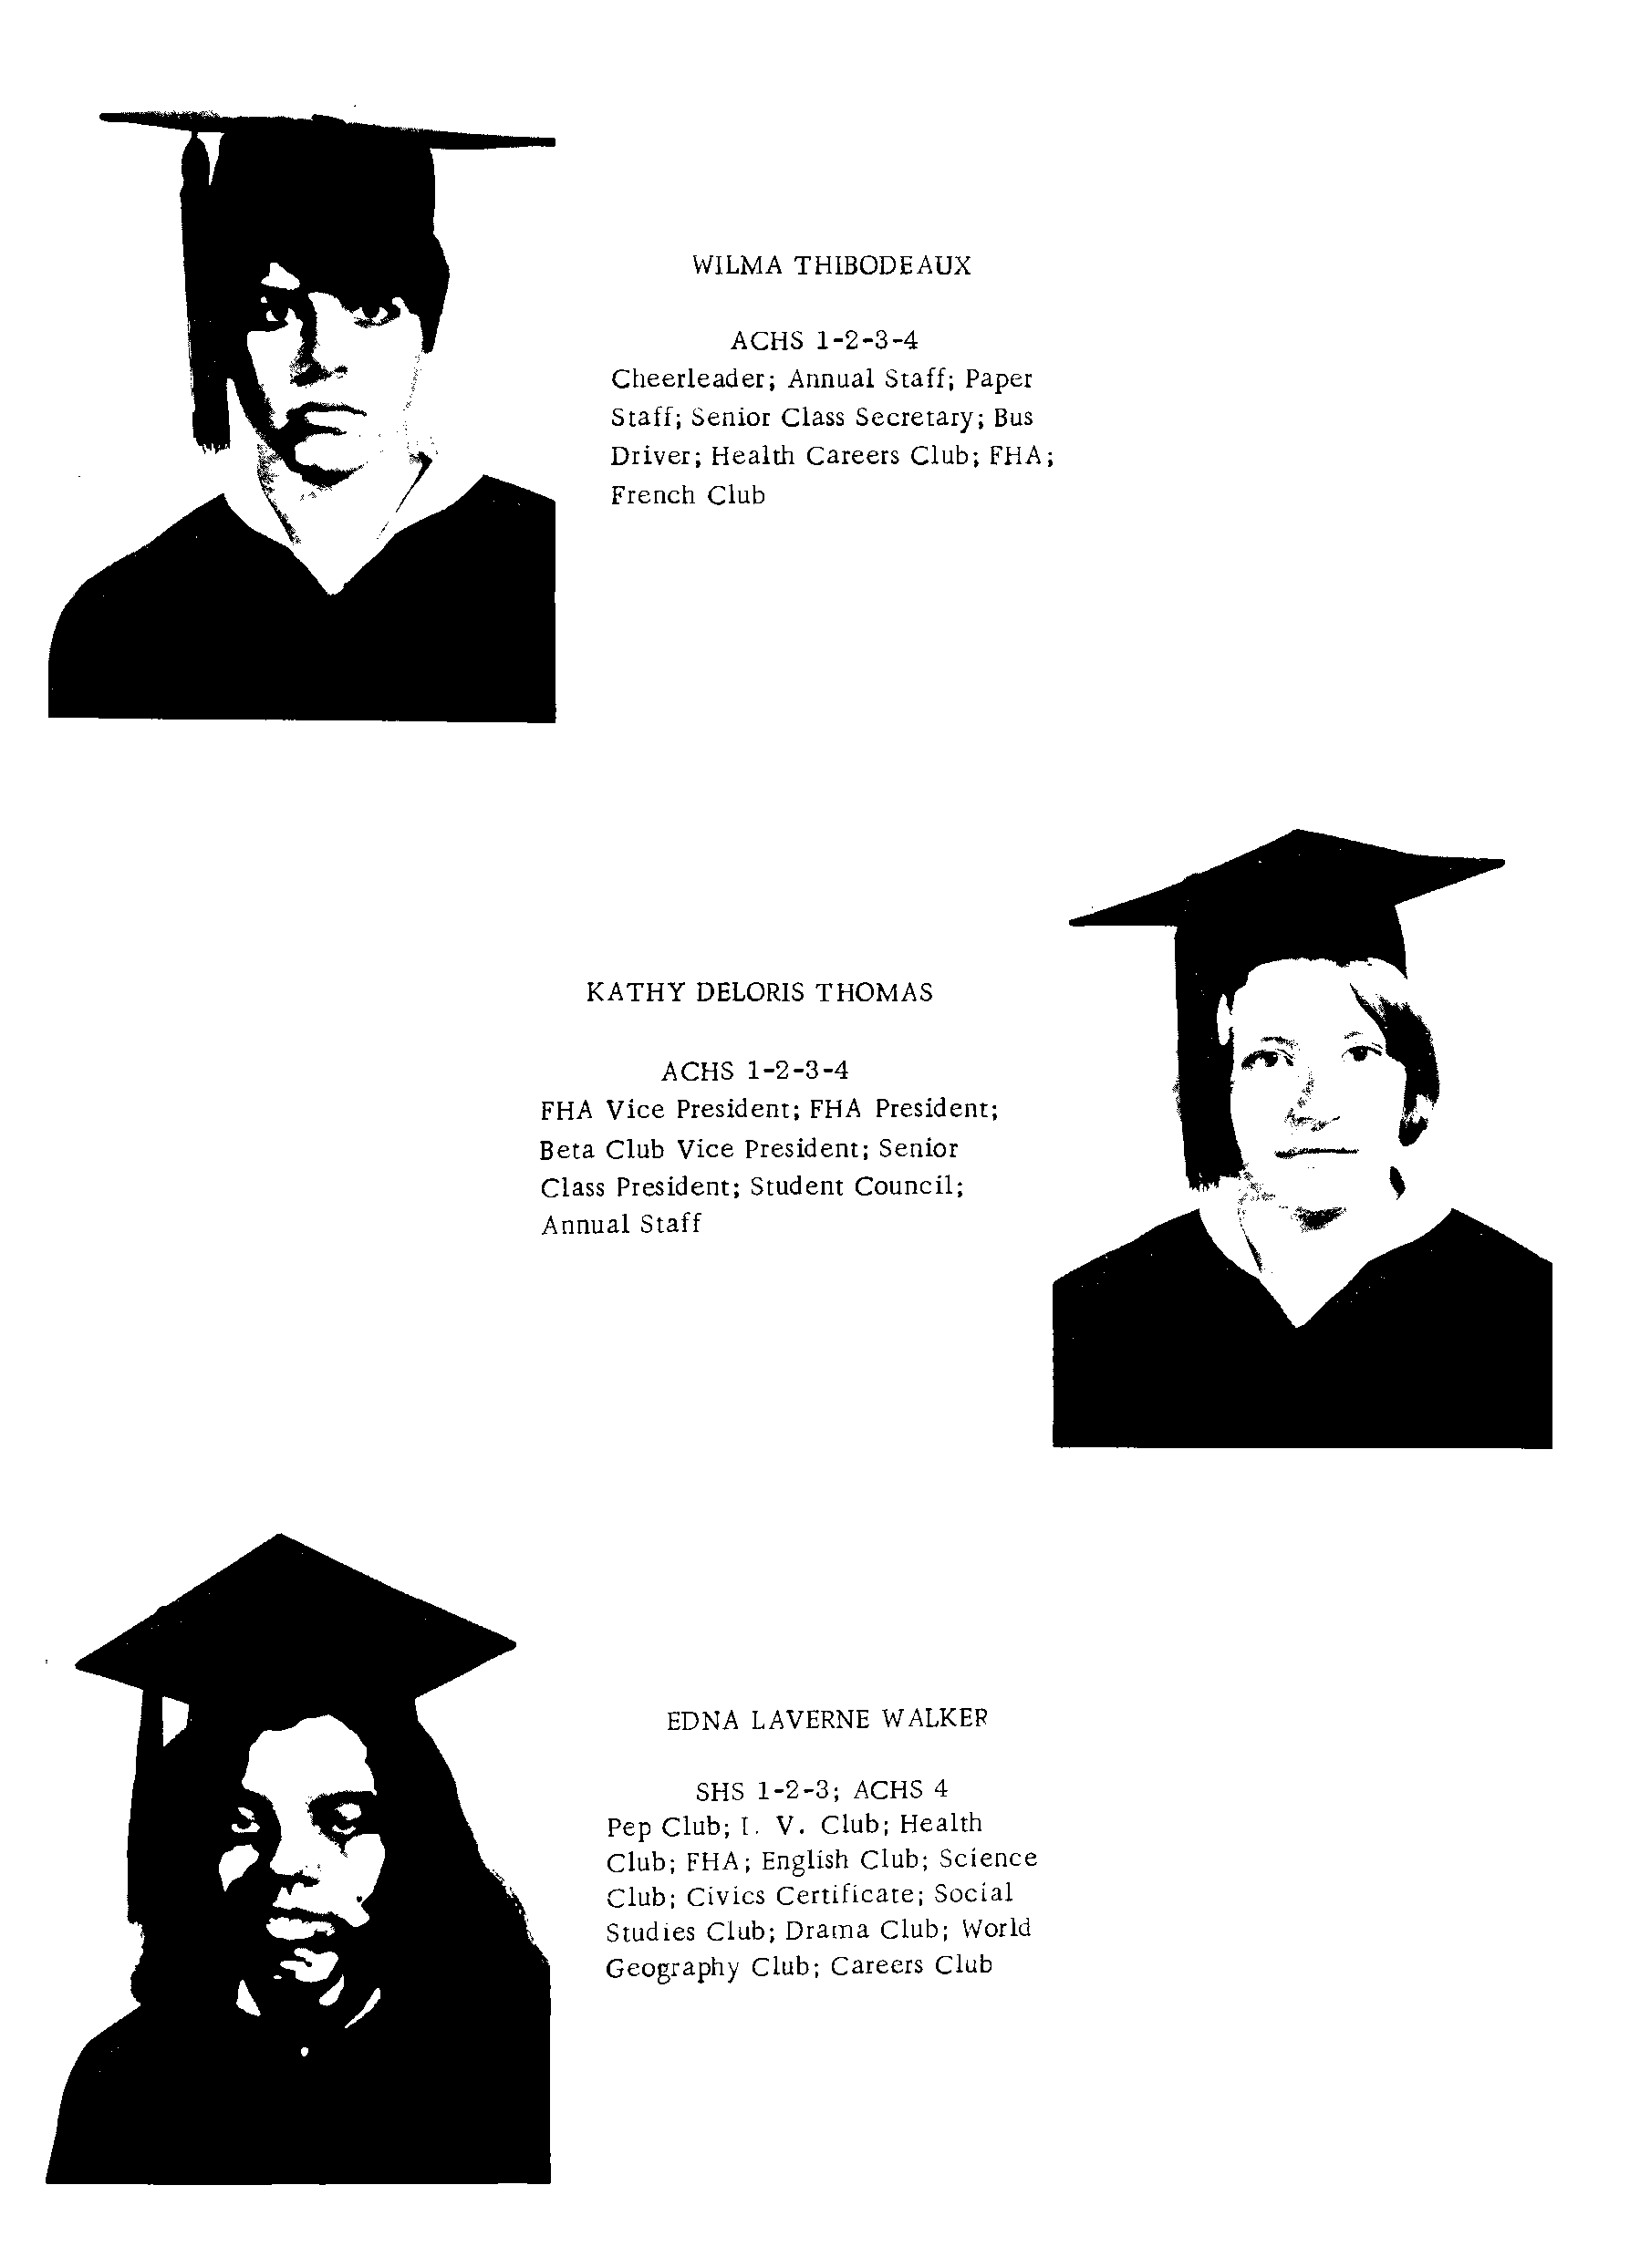 WILMA THIBODEAUX
ACHS 1-2-3-4
Cheerleader; Annual Staff; Paper
Staff; Senior Class Secretary; Bus
Driver; Health Careers Club; FHA;
French Club
KATHY DELORIS THOMAS
ACHS 1-2-3-4
FHA Vice President; FHA President;
Beta Club Vice President; Senior
Class President; Student Council;
Annual Staff
EDNA LAVERNE WALKER
SHS 1-2-3; ACHS 4
Pep Club; I. V. Club; Health
Club; FHA; English Club; Science
Club; Civics Certificate; Social
Studies Club; Drama Club; World
Geography Club; Careers Club